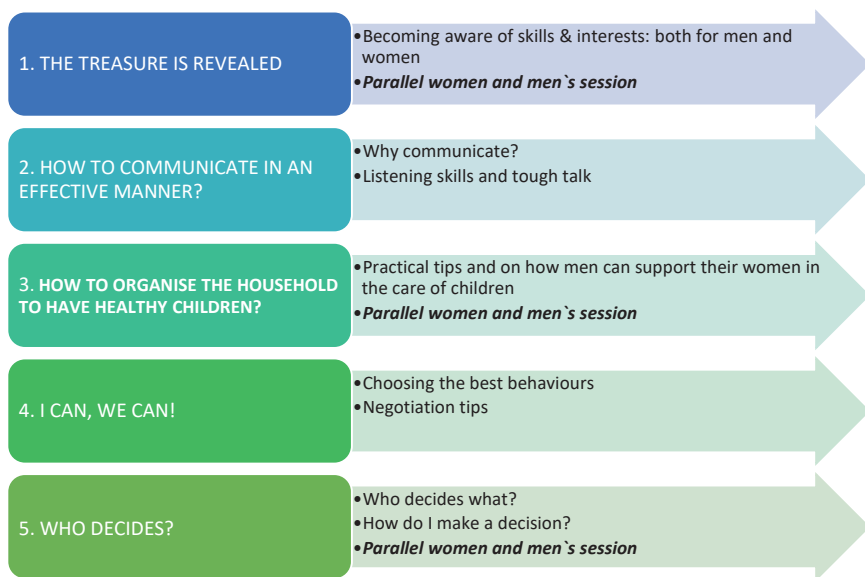 1. THE TREASURE IS REVEALED
•Becoming aware of skills & interests: both for men and
women
•Parallel women and men`s session
2. HOW TO COMMUNICATE IN AN
EFFECTIVE MANNER?
•Why communicate?
•Listening skills and tough talk
3. HOW TO ORGANISE THE HOUSEHOLD
TO HAVE HEALTHY CHILDREN?
•Practical tips and on how men can support their women in
the care of children
•Parallel women and men`s session
4. I CAN, WE CAN!
•Choosing the best behaviours
•Negotiation tips
5. WHO DECIDES?
•Who decides what?
•How do I make a decision?
•Parallel women and men`s session